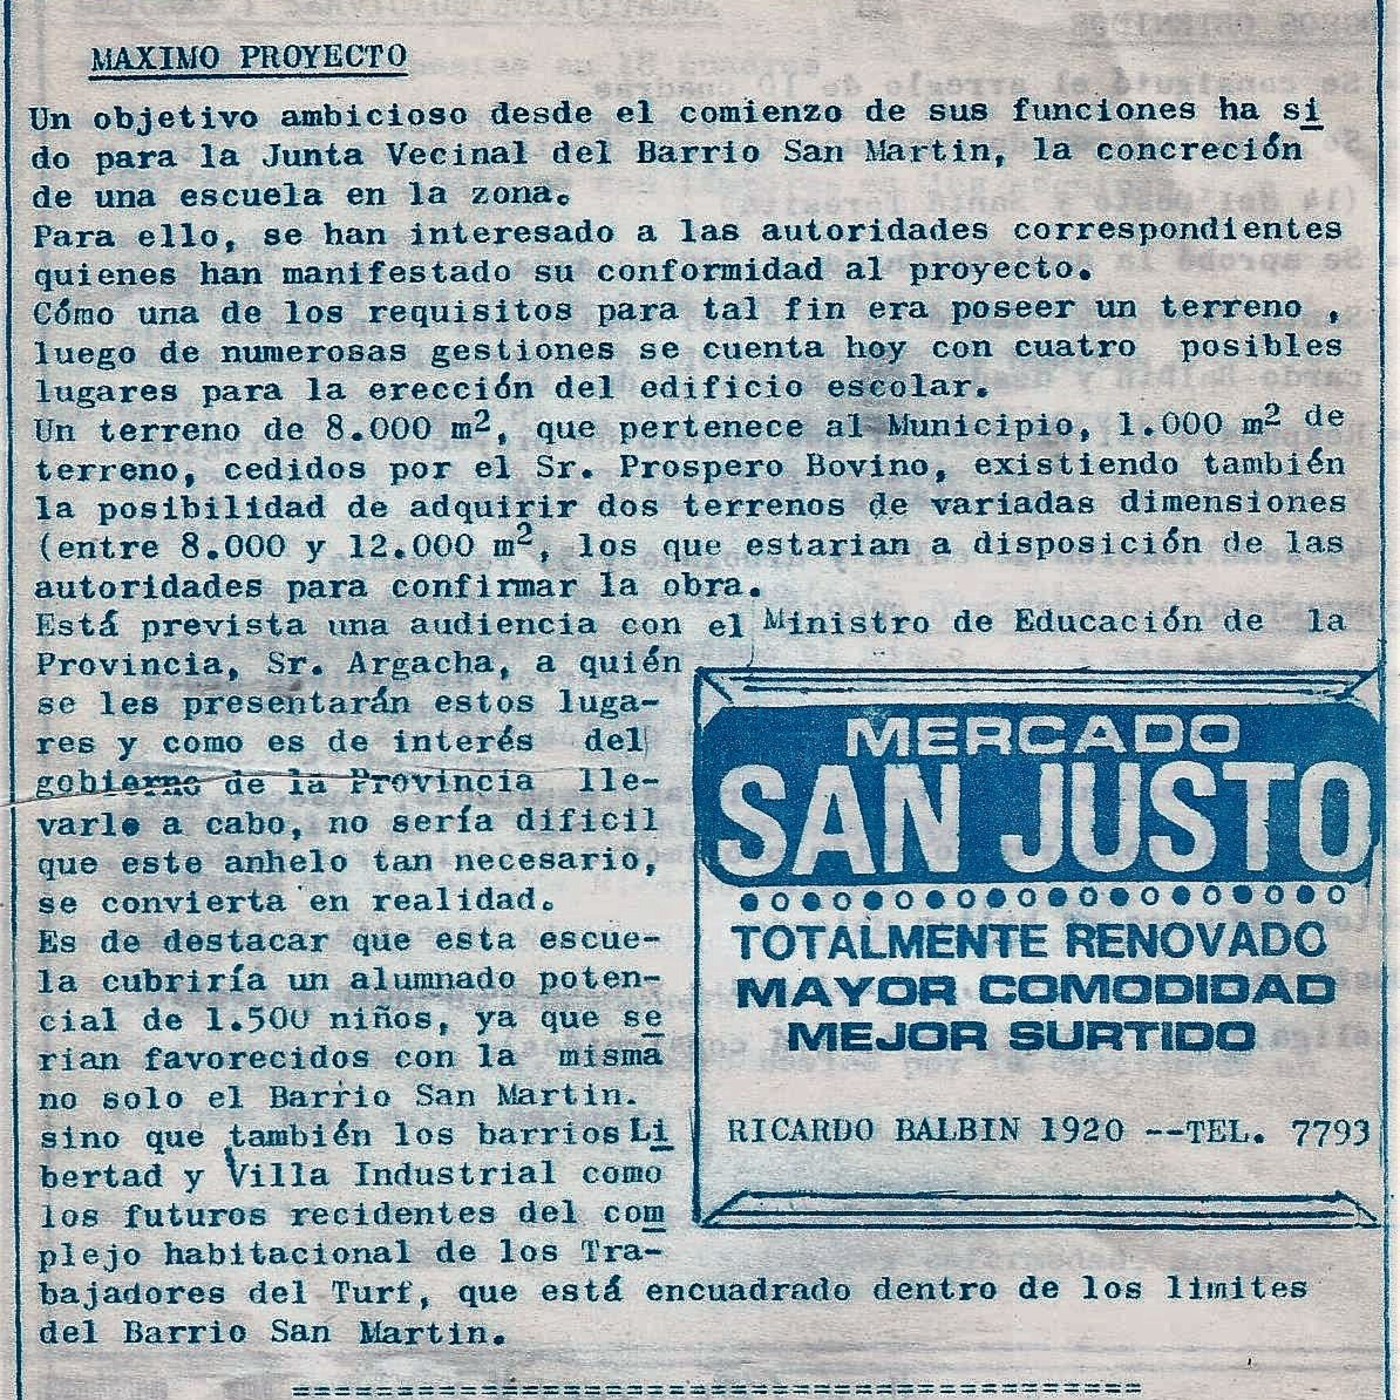 MAXIMO PROYECTO
Un objetivo ambicioso desde el comienzo de sus funciones ha si
do para la Junta Vecinal del Barrio San Martin, la concreción
de una escuela en la zona.
Para ello, se han interesado a las autoridades correspondientes
quienes han manifestado su conformidad al proyecto.
Cómo una de los requisitos para tal fin era poseer un terreno ,
luego de numerosas gestiones se cuenta hoy con cuatro posibles
lugares para la erección del edificio escolar.
Un terreno de 8.000 m2, que pertenece al Municipio, 1.000 m2 de
terreno, cedidos por el Sr. Prospero Bovino, existiendo también
la posibilidad de adquirir dos terrenos de variadas dimensiones
(entre 8.000 y 12.000 m2, los que estarian a disposición de las
autoridades para confirmar la obra.
Está prevista una audiencia con el Ministro de Educación de la
Provincia, Sr. Argacha, a quién
se les presentarán estos luga-
res y como es de interés del
gobierno de la Provincia lle-
varle a cabo, no sería dificil
que este anhelo tan necesario,
se convierta en realidad.
Es de destacar que esta escue-
la cubriría un alumnado poten-
cial de 1.500 niños, ya que se
rian favorecidos con la misma
no solo el Barrio San Martin.
sino que también los barrios Li
bertad y Villa Industrial como
los futuros recidentes del com
plejo habitacional de los Tra-
bajadores del Turf, que está encuadrado dentro de los limites
del Barrio San Martin.
MERCADO
SAN JUSTO
TOTALMENTE RENOVADO
MAYOR COMODIDAD
MEJOR SURTIDO
RICARDO BALBIN 1920 --TEL. 7793